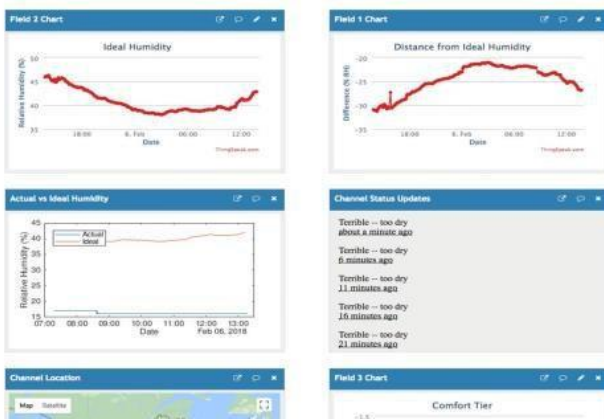 Field 2 Chart
Ideal Humidity
50
45
40
35
Relative Humidity (%)
18:00
6. Feb
06:00
12:00
Date
ThingSpeak.com
Field 1 Chart
Distance from Ideal Humidity
-20
-25
-30
-35
Difference (% RH)
18:00
6. Feb
06:00
12:00
Date
ThingSpeak.com
Actual vs Ideal Humidity
45
40
35
30
25
20
15
Relative Humidity (%)
Actual
Ideal
07:00 08:00 09:00 10:00 11:00 12:00 13:00
Date
Feb 06, 2018
Channel Status Updates
Terrible -- too dry
about a minute ago
Terrible -- too dry
6 minutes ago
Terrible -- too dry
11 minutes ago
Terrible -- too dry
16 minutes ago
Terrible -- too dry
21 minutes ago
Channel Location
Map Satellite
Field 3 Chart
Comfort Tier
-1.5